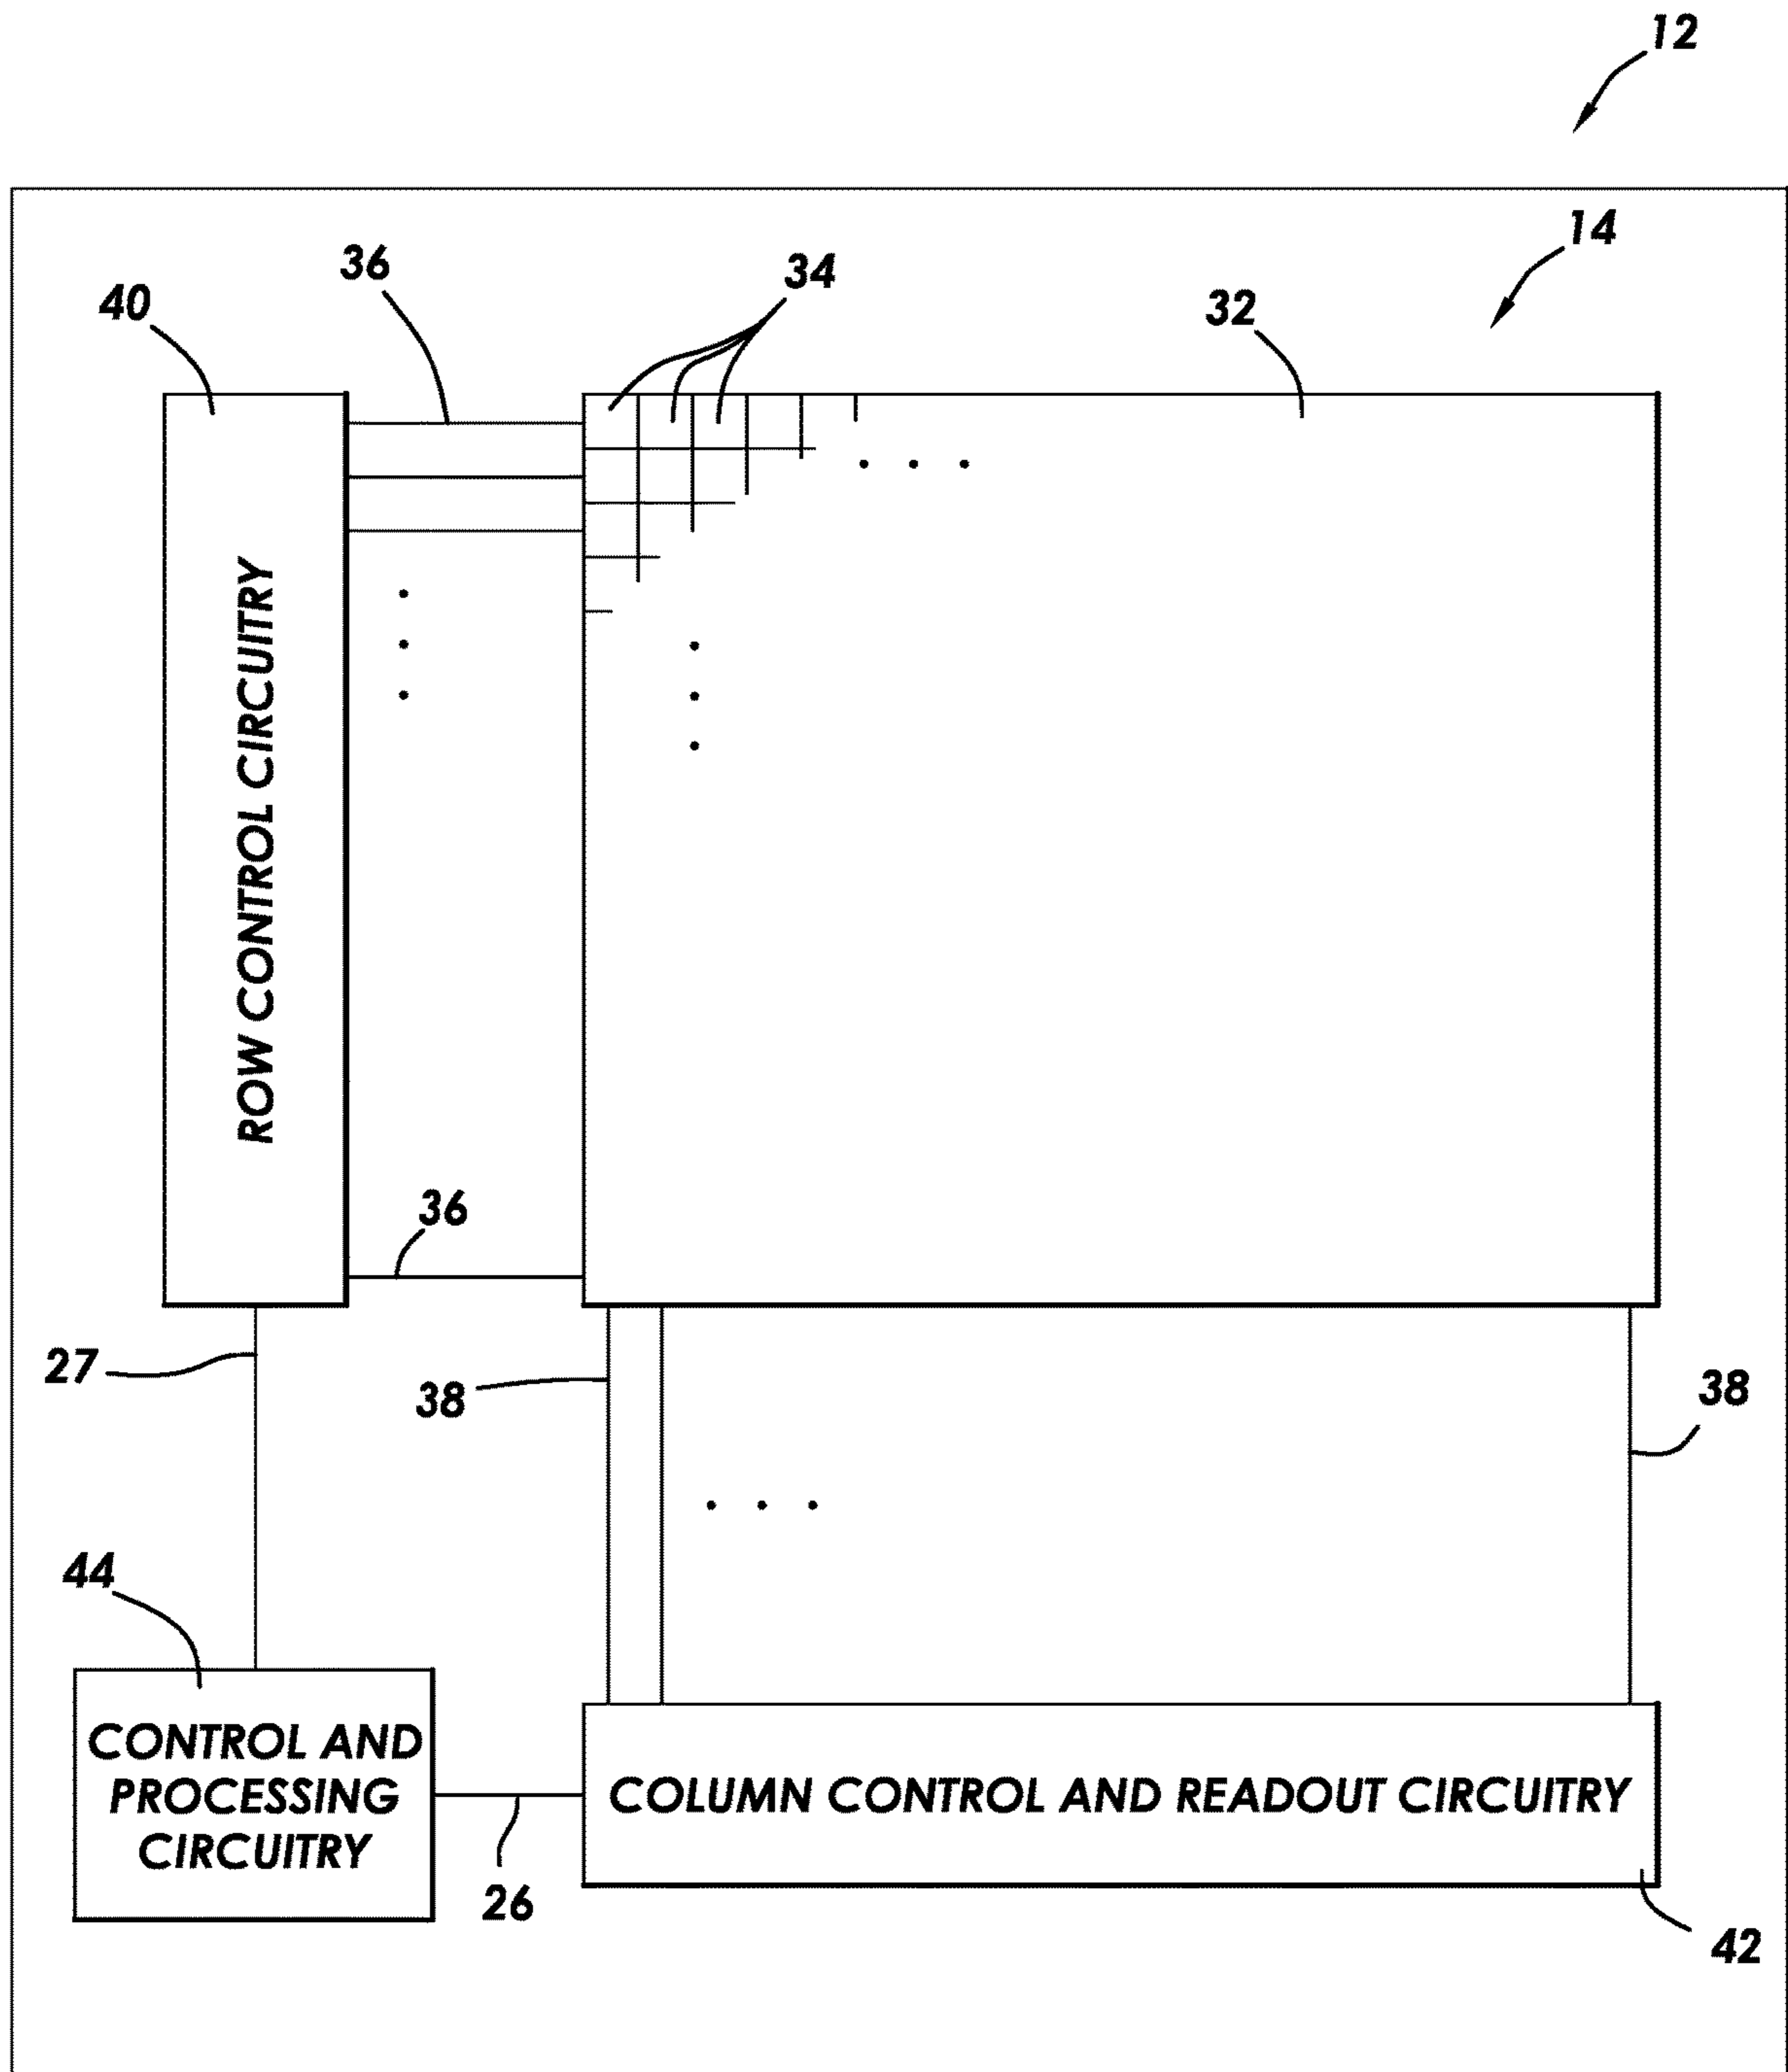 12
14
36
34
32
40
ROW CONTROL CIRCUITRY
36
27
38
38
44
CONTROL AND
PROCESSING
CIRCUITRY
COLUMN CONTROL AND READOUT CIRCUITRY
26
42